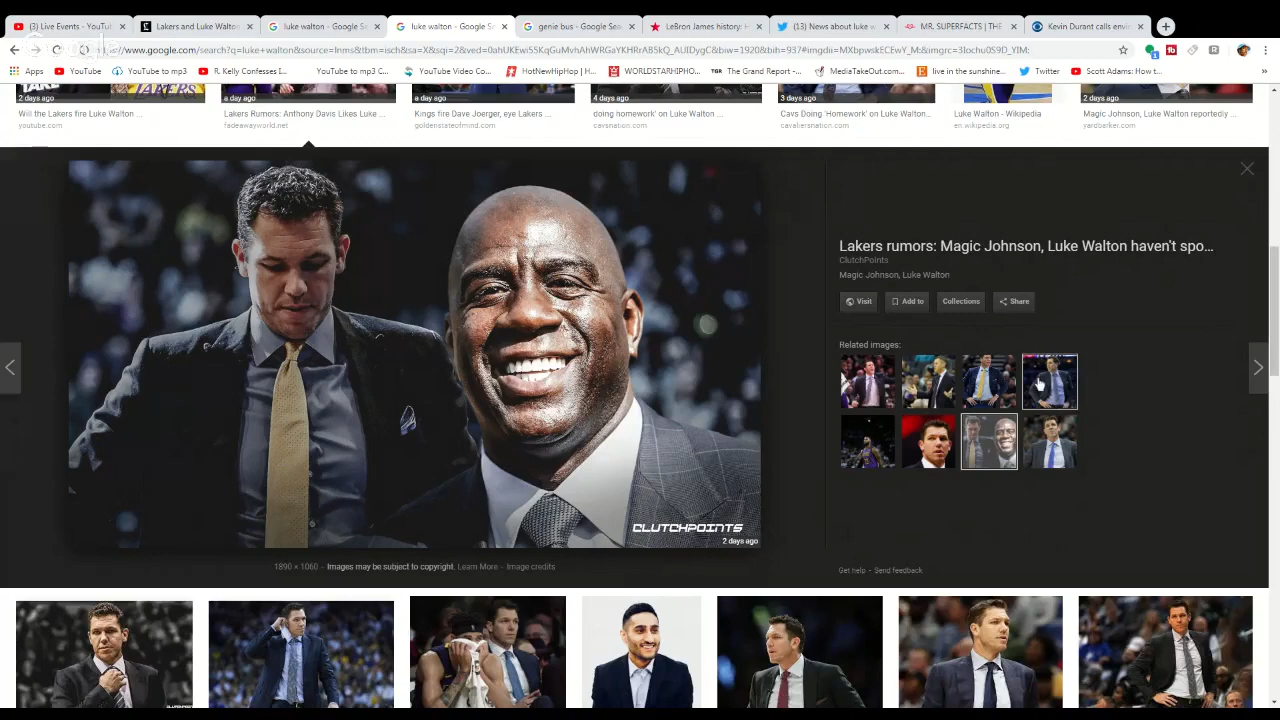 (3) Live Events - YouTu
Lakers and Luke Walton
luke walton - Google Se
luke walton - Google Se
genie bus - Google Sea
LeBron James history: H
(13) News about luke w
MR. SUPERFACTS | THE
Kevin Durant calls envi
//www.google.com/search?q=luke+walton&source=lnms&tbm=isch&sa=X&sqi=2&ved=0ahUKEwi55KqGuMvhAhWRGaYKHRrAB5kQ_AUIDygC&biw=1920&bih=937#imgdii=MXbpwskECEwY_M:&imgrc=3Iochu0S9D_YIM:
Apps
YouTube
YouTube to mp3
R. Kelly Confesses I...
YouTube to mp3 C...
YouTube Video Co...
HotNewHipHop | H...
WORLDSTARHIPHO...
TGR The Grand Report -...
MediaTakeOut.com...
live in the sunshine...
Twitter
Scott Adams: How t...
2 days ago
a day ago
a day ago
4 days ago
3 days ago
2 days ago
Will the Lakers fire Luke Walton ...
Lakers Rumors: Anthony Davis Likes Luke ...
Kings fire Dave Joerger, eye Lakers ...
doing homework' on Luke Walton ...
Cavs Doing 'Homework' on Luke Walton...
Luke Walton - Wikipedia
Magic Johnson, Luke Walton reportedly ...
youtube.com
fadeawayworld.net
goldenstateofmind.com
cavsnation.com
cavaliersnation.com
en.wikipedia.org
yardbarker.com
Lakers rumors: Magic Johnson, Luke Walton haven't spo...
ClutchPoints
Magic Johnson, Luke Walton
Visit
Add to
Collections
Share
Related images:
CLUTCHPOINTS
2 days ago
1890 × 1060 - Images may be subject to copyright. Learn More - Image credits
Get help - Send feedback